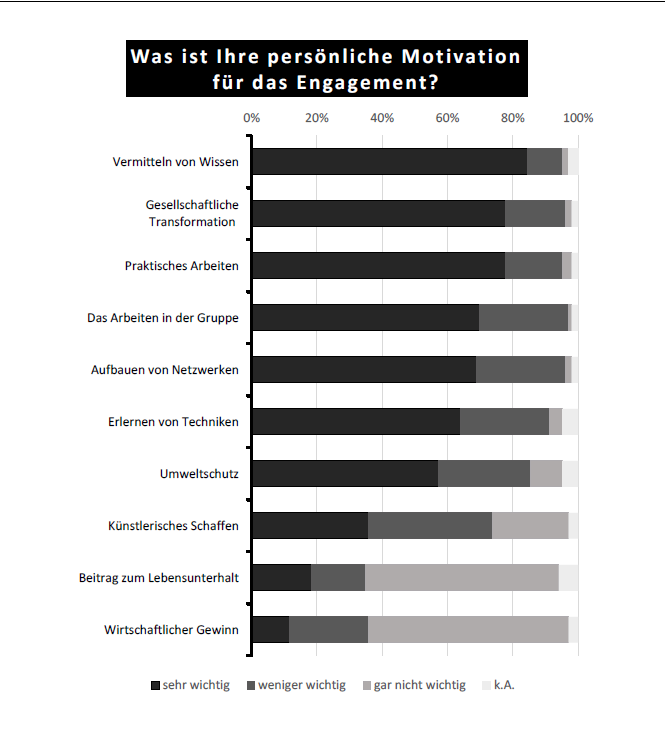 Was ist Ihre persönliche Motivation
für das Engagement?
0% 20% 40% 60% 80% 100%
Vermitteln von Wissen
Gesellschaftliche
Transformation
Praktisches Arbeiten
Das Arbeiten in der Gruppe
Aufbauen von Netzwerken
Erlernen von Techniken
Umweltschutz
Künstlerisches Schaffen
Beitrag zum Lebensunterhalt
Wirtschaftlicher Gewinn
sehr wichtig weniger wichtig gar nicht wichtig k.A.